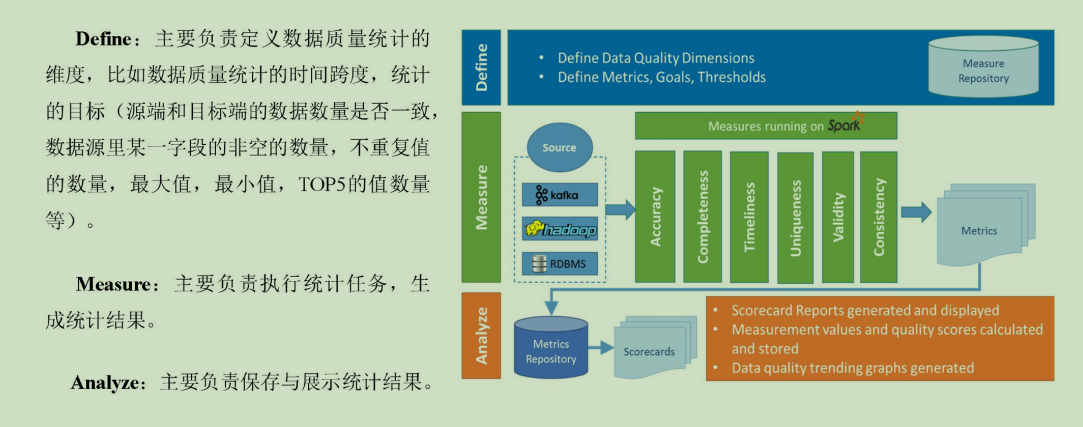 Define：主要负责定义数据质量统计的
维度，比如数据质量统计的时间跨度，统计
的目标（源端和目标端的数据数量是否一致，
数据源里某一字段的非空的数量，不重复值
的数量，最大值，最小值，TOP5的值数量
等）。
Measure：主要负责执行统计任务，生
成统计结果。
Analyze：主要负责保存与展示统计结果。
Define
• Define Data Quality Dimensions
• Define Metrics, Goals, Thresholds
Measure
Repository
Measure
Source
kafka
hadoop
RDBMS
Measures running on Spark
Accuracy
Completeness
Timeliness
Uniqueness
Validity
Consistency
Metrics
Analyze
Metrics
Repository
Scorecards
• Scorecard Reports generated and displayed
• Measurement values and quality scores calculated
and stored
• Data quality trending graphs generated